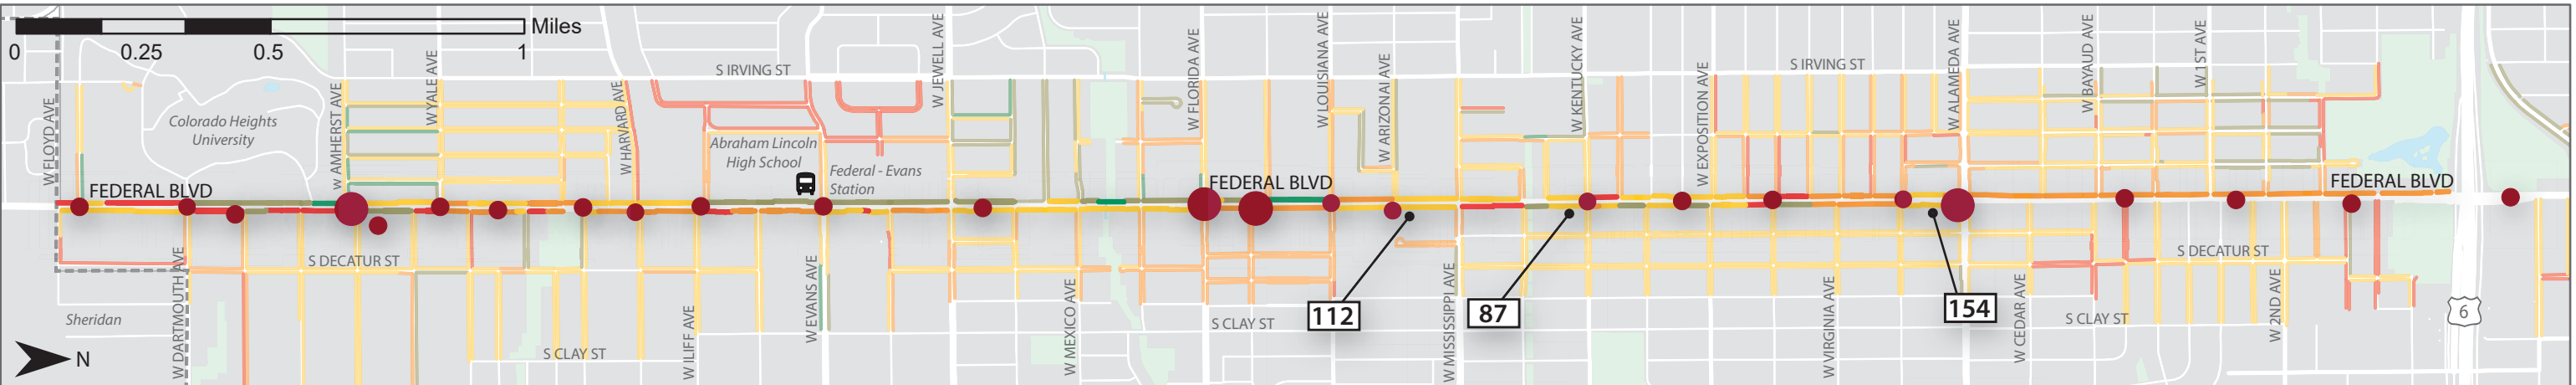 Miles
0
0.25
0.5
1
W FLOYD AVE
Colorado Heights
University
W AMHERST AVE
W YALE AVE
W HARVARD AVE
S IRVING ST
Abraham Lincoln
High School
Federal - Evans
Station
W JEWELL AVE
W FLORIDA AVE
W LOUISIANA AVE
W ARIZONA AVE
W KENTUCKY AVE
W EXPOSITION AVE
S IRVING ST
W ALAMEDA AVE
W BAYAUD AVE
W 1ST AVE
FEDERAL BLVD
FEDERAL BLVD
FEDERAL BLVD
W DARTMOUTH AVE
S DECATUR ST
S DECATUR ST
Sheridan
W ILIFF AVE
W EVANS AVE
W MEXICO AVE
S CLAY ST
112
W MISSISSIPPI AVE
87
W VIRGINIA AVE
154
W CEDAR AVE
S CLAY ST
W 2ND AVE
6
N
S CLAY ST